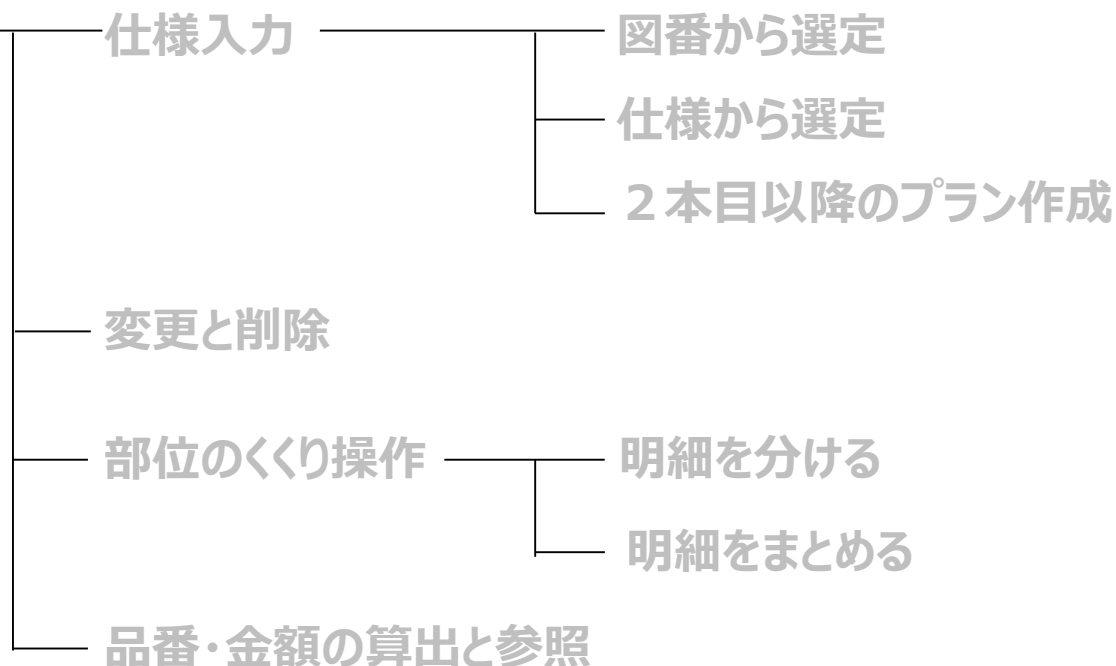 仕様入力
図番から選定
仕様から選定
２本目以降のプラン作成
変更と削除
部位のくくり操作
明細を分ける
明細をまとめる
品番・金額の算出と参照